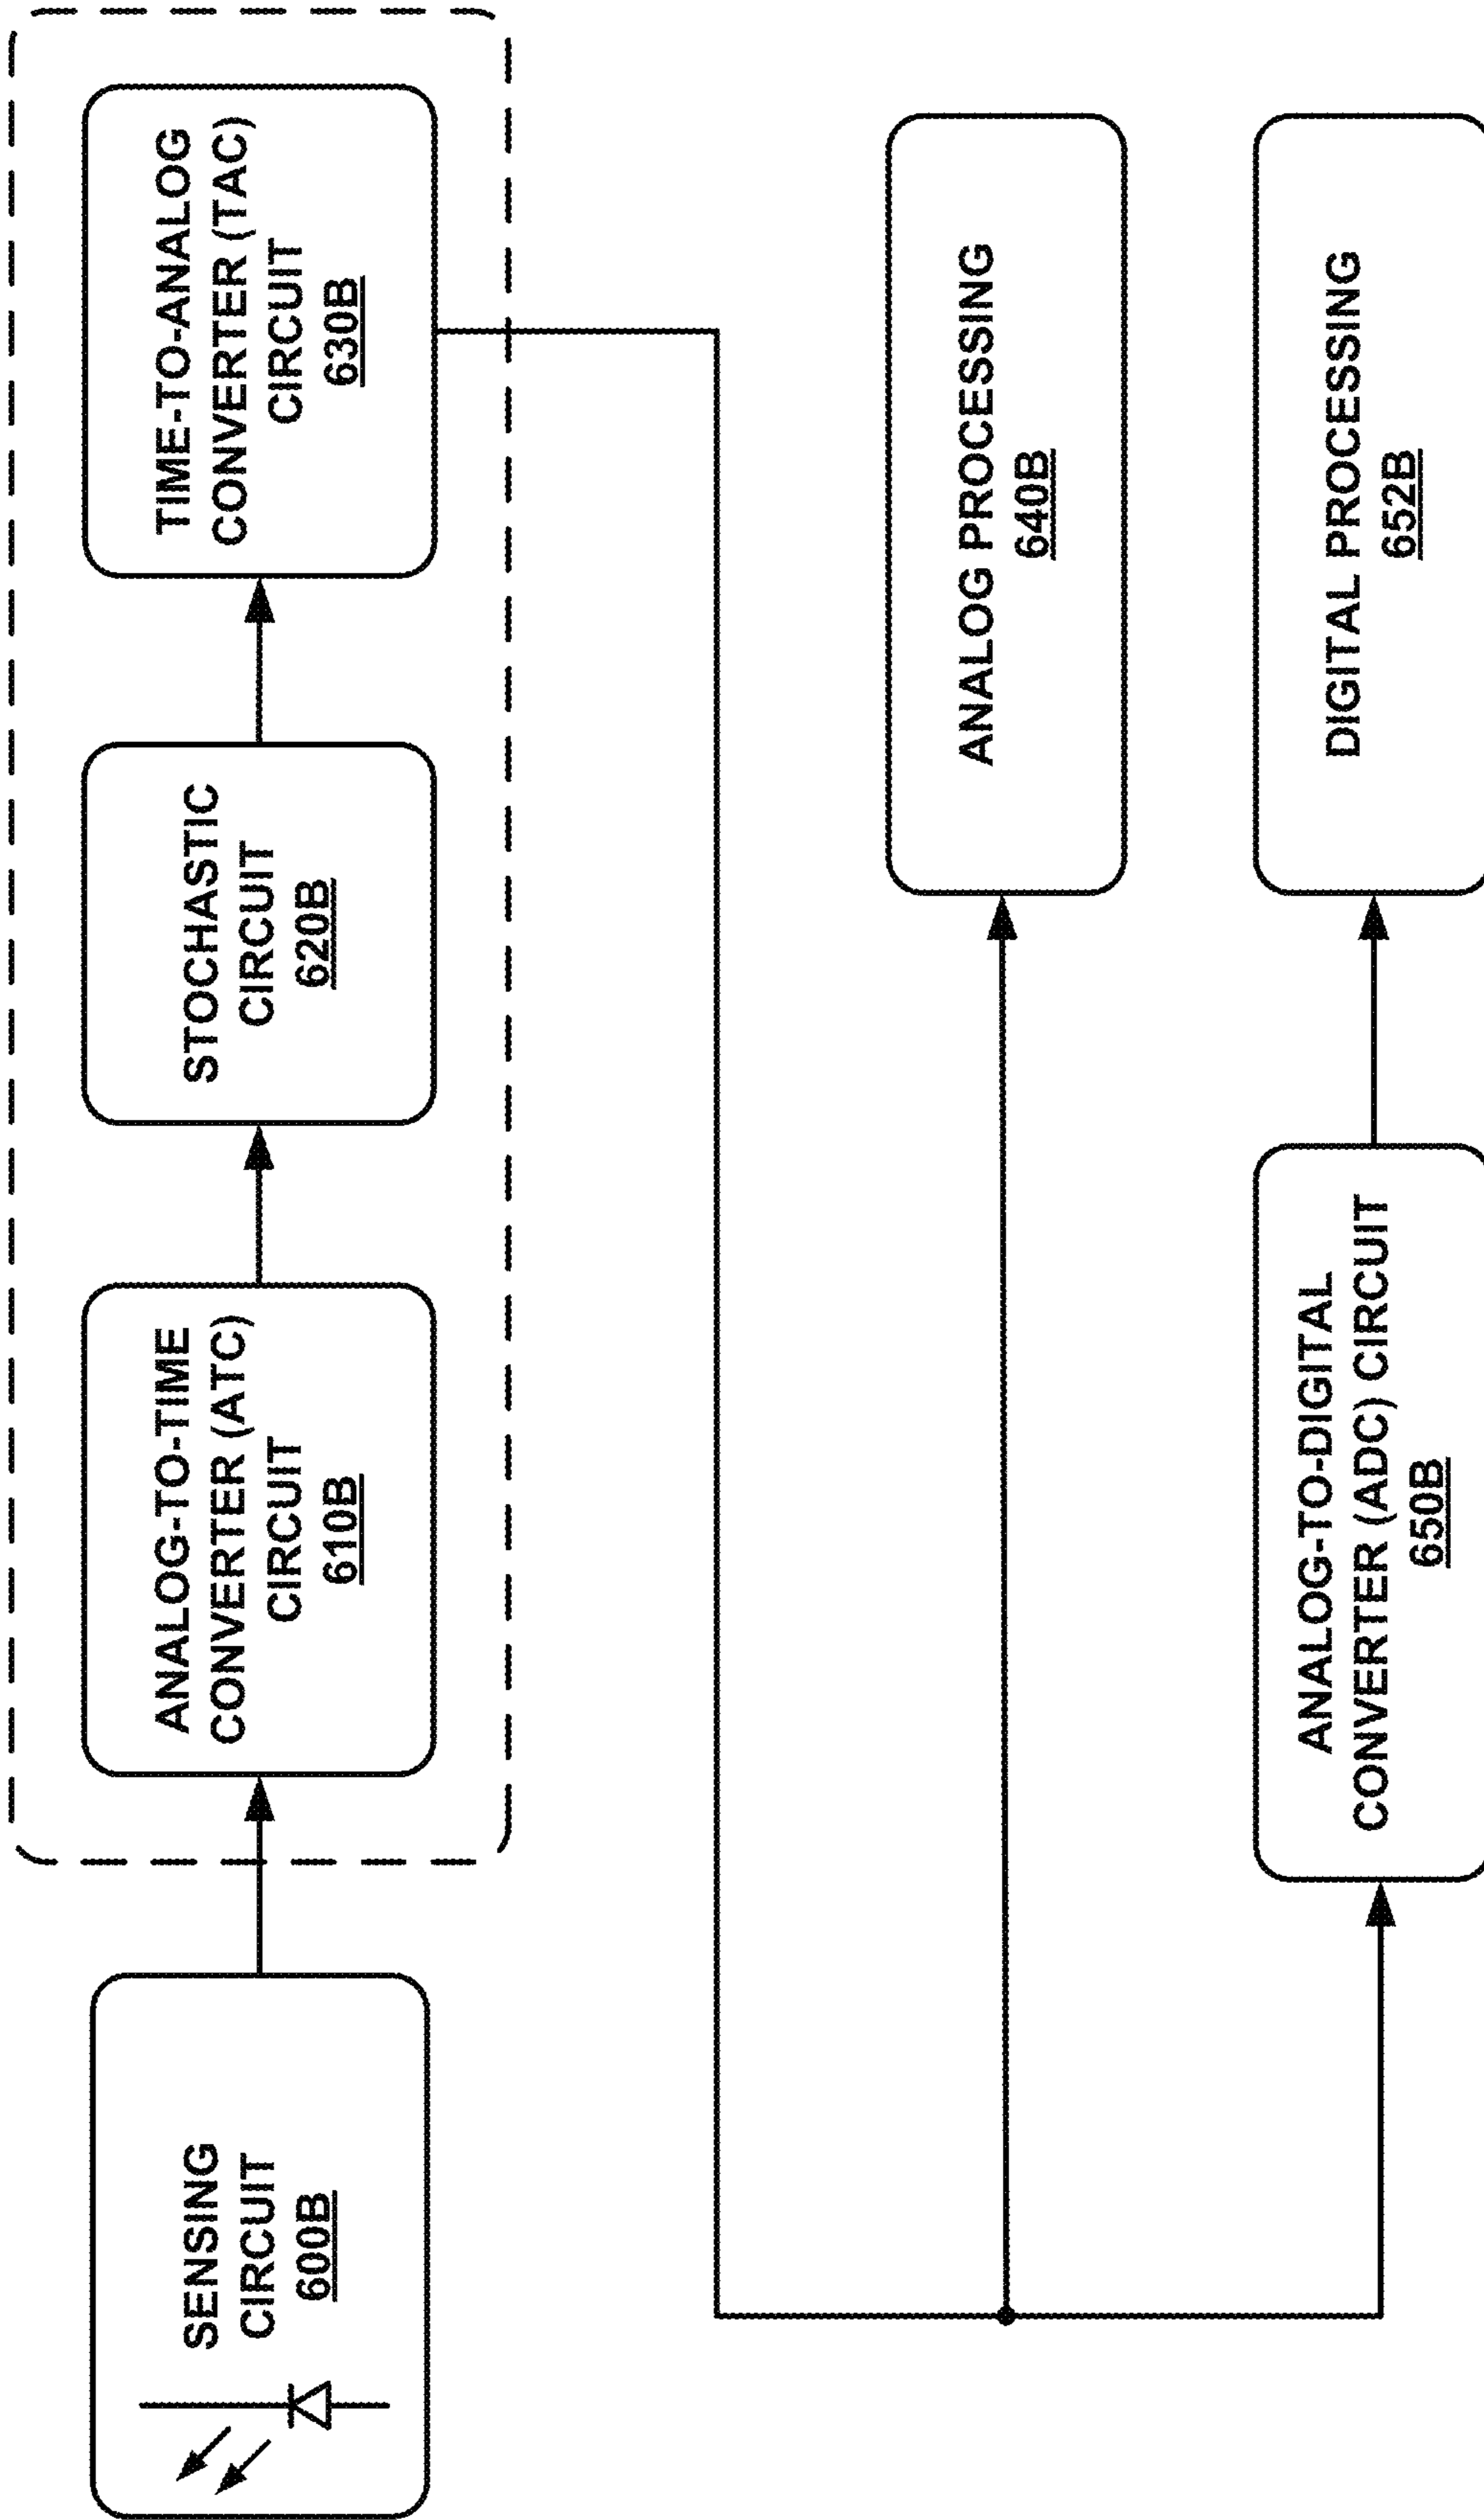 SENSING
CIRCUIT
600B
ANALOG-TO-TIME
CONVERTER (ATC)
CIRCUIT
610B
STOCHASTIC
CIRCUIT
620B
TIME-TO-ANALOG
CONVERTER (TAC)
CIRCUIT
630B
ANALOG PROCESSING
640B
ANALOG-TO-DIGITAL
CONVERTER (ADC) CIRCUIT
650B
DIGITAL PROCESSING
652B